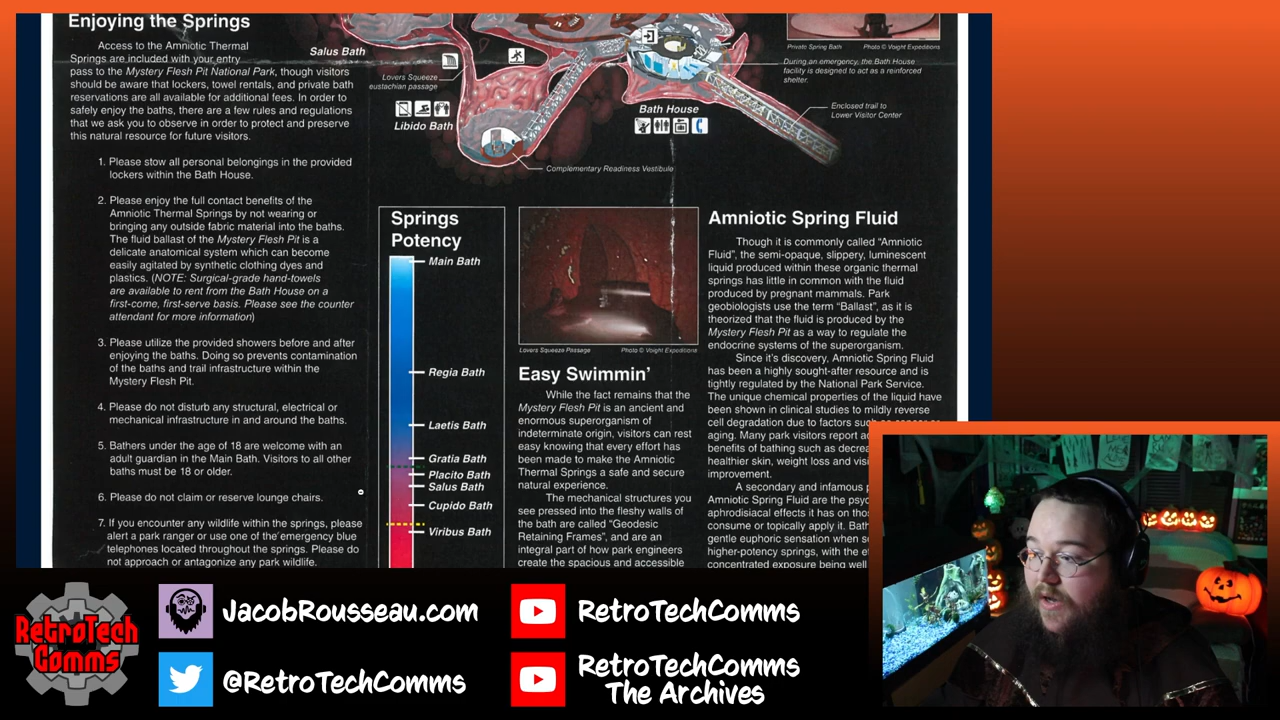 Enjoying the Springs
Access to the Amniotic Thermal
Springs are included with your entry
pass to the Mystery Flesh Pit National Park, though visitors
should be aware that lockers, towel rentals, and private bath
reservations are all available for additional fees. In order to
safely enjoy the baths, there are a few rules and regulations
that we ask you to observe in order to protect and preserve
this natural resource for future visitors.
1. Please stow all personal belongings in the provided
lockers within the Bath House.
2. Please enjoy the full contact benefits of the
Amniotic Thermal Springs by not wearing or
bringing any outside fabric material into the baths.
The fluid ballast of the Mystery Flesh Pit is a
delicate anatomical system which can become
easily agitated by synthetic clothing dyes and
plastics. (NOTE: Surgical-grade hand-towels
are available to rent from the Bath House on a
first-come, first-serve basis. Please see the counter
attendant for more information)
3. Please utilize the provided showers before and after
enjoying the baths. Doing so prevents contamination
of the baths and trail infrastructure within the
Mystery Flesh Pit.
4. Please do not disturb any structural, electrical or
mechanical infrastructure in and around the baths.
5. Bathers under the age of 18 are welcome with an
adult guardian in the Main Bath. Visitors to all other
baths must be 18 or older.
6. Please do not claim or reserve lounge chairs.
7. If you encounter any wildlife within the springs, please
alert a park ranger or use one of the emergency blue
telephones located throughout the springs. Please do
not approach or antagonize any park wildlife.
Salus Bath
Lovers Squeeze
eustachian passage
Libido Bath
Bath House
Complementary Readiness Vestibule
Private Spring Bath Photo © Voight Expeditions
During an emergency, the Bath House
facility is designed to act as a reinforced
shelter.
Enclosed trail to
Lower Visitor Center
Springs
Potency
Main Bath
Regia Bath
Laetis Bath
Gratia Bath
Placito Bath
Salus Bath
Cupido Bath
Viribus Bath
Lovers Squeeze Passage Photo © Voight Expeditions
Easy Swimmin'
While the fact remains that the
Mystery Flesh Pit is an ancient and
enormous superorganism of
indeterminate origin, visitors can rest
easy knowing that every effort has
been made to make the Amniotic
Thermal Springs a safe and secure
natural experience.
The mechanical structures you
see pressed into the fleshy walls of
the bath are called "Geodesic
Retaining Frames", and are an
integral part of how park engineers
create the spacious and accessible
Amniotic Spring Fluid
Though it is commonly called "Amniotic
Fluid", the semi-opaque, slippery, luminescent
liquid produced within these organic thermal
springs has little in common with the fluid
produced by pregnant mammals. Park
geobiologists use the term "Ballast", as it is
theorized that the fluid is produced by the
Mystery Flesh Pit as a way to regulate the
endocrine systems of the superorganism.
Since it's discovery, Amniotic Spring Fluid
has been a highly sought-after resource and is
tightly regulated by the National Park Service.
The unique chemical properties of the liquid have
been shown in clinical studies to mildly reverse
cell degradation due to factors such
aging. Many park visitors report
benefits of bathing such as
healthier skin, weight loss and
improvement.
A secondary and infamous
Amniotic Spring Fluid are the
aphrodisiacal effects it has on
consume or topically apply it.
gentle euphoric sensation when
higher-potency springs, with the
concentrated exposure being well
RetroTech
Comms
JacobRousseau.com
@RetroTechComms
RetroTechComms
RetroTechComms
The Archives